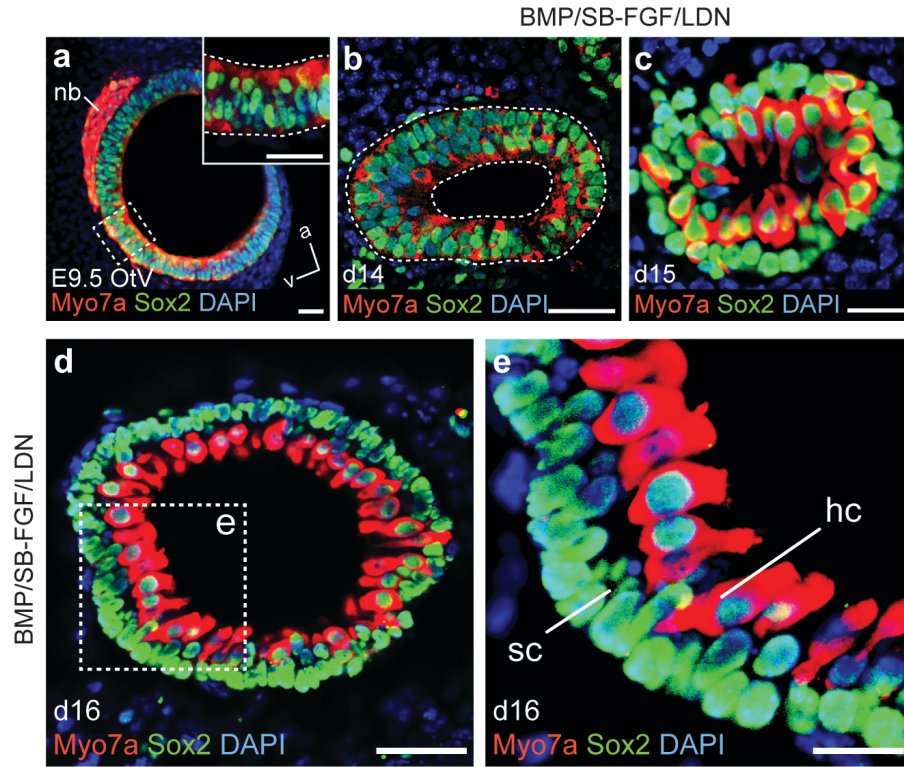 BMP/SB-FGF/LDN
a
nb
a
v
E9.5 OtV
Myo7a Sox2 DAPI
b
d14
Myo7a Sox2 DAPI
c
d15
Myo7a Sox2 DAPI
BMP/SB-FGF/LDN
d
e
d16
Myo7a Sox2 DAPI
e
hc
sc
d16
Myo7a Sox2 DAPI